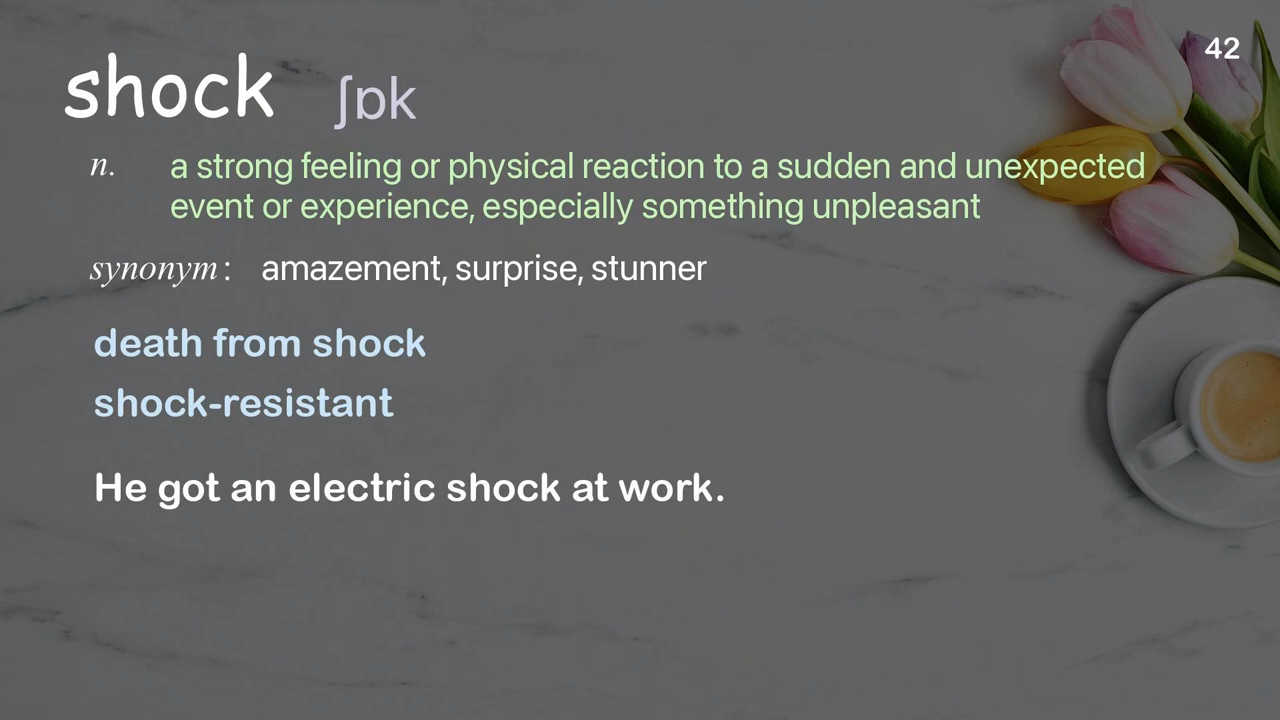 42
shock ʃɒk
n. a strong feeling or physical reaction to a sudden and unexpected
event or experience, especially something unpleasant
synonym: amazement, surprise, stunner
death from shock
shock-resistant
He got an electric shock at work.